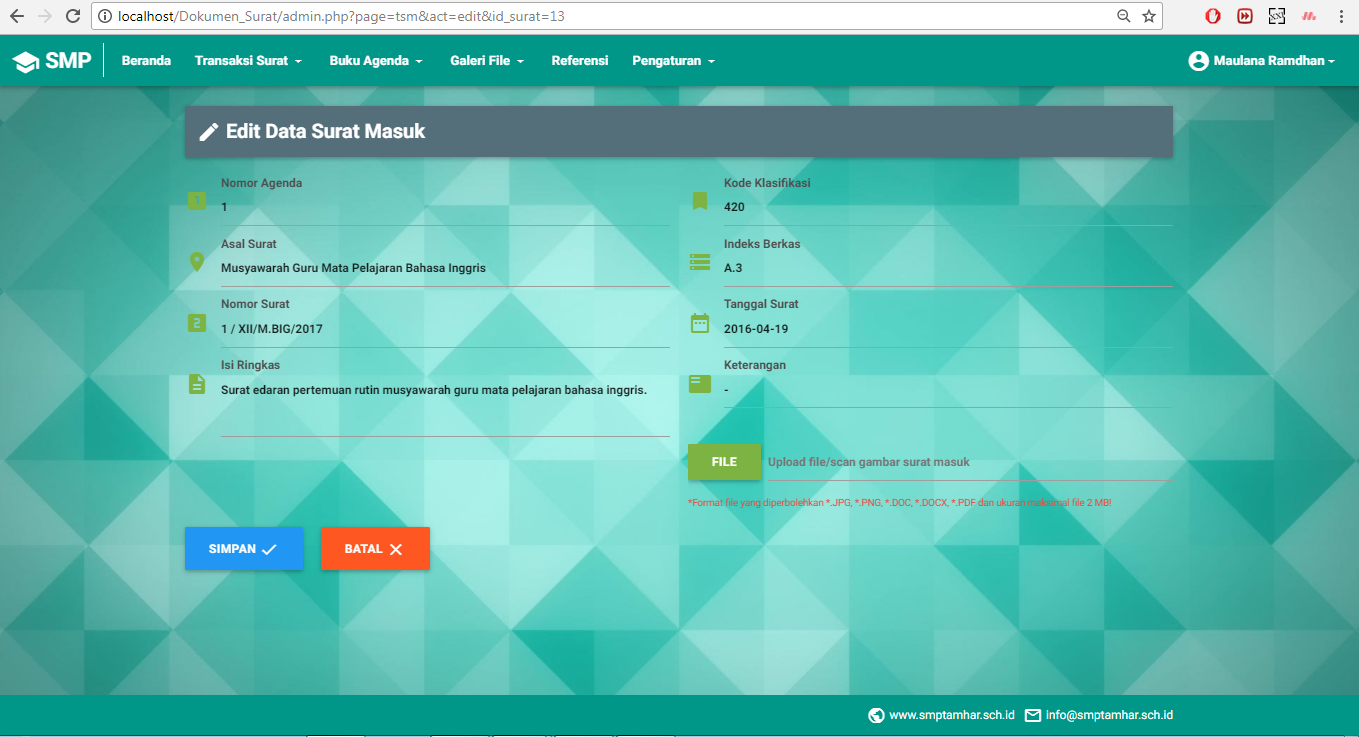 localhost/Dokumen_Surat/admin.php?page=tsm&act=edit&id_surat=13
SMP Beranda Transaksi Surat Buku Agenda Galeri File Referensi Pengaturan Maulana Ramdhan
Edit Data Surat Masuk
Nomor Agenda Kode Klasifikasi
1 420
Asal Surat Indeks Berkas
Musyawarah Guru Mata Pelajaran Bahasa Inggris A.3
Nomor Surat Tanggal Surat
1 / XII/M.BIG/2017 2016-04-19
Isi Ringkas Keterangan
Surat edaran pertemuan rutin musyawarah guru mata pelajaran bahasa inggris. -
FILE Upload file/scan gambar surat masuk
*Format file yang diperbolehkan *.JPG, *.PNG, *.DOC, *.DOCX, *.PDF dan ukuran maksimal file 2 MB!
SIMPAN BATAL
www.smptamhar.sch.id info@smptamhar.sch.id